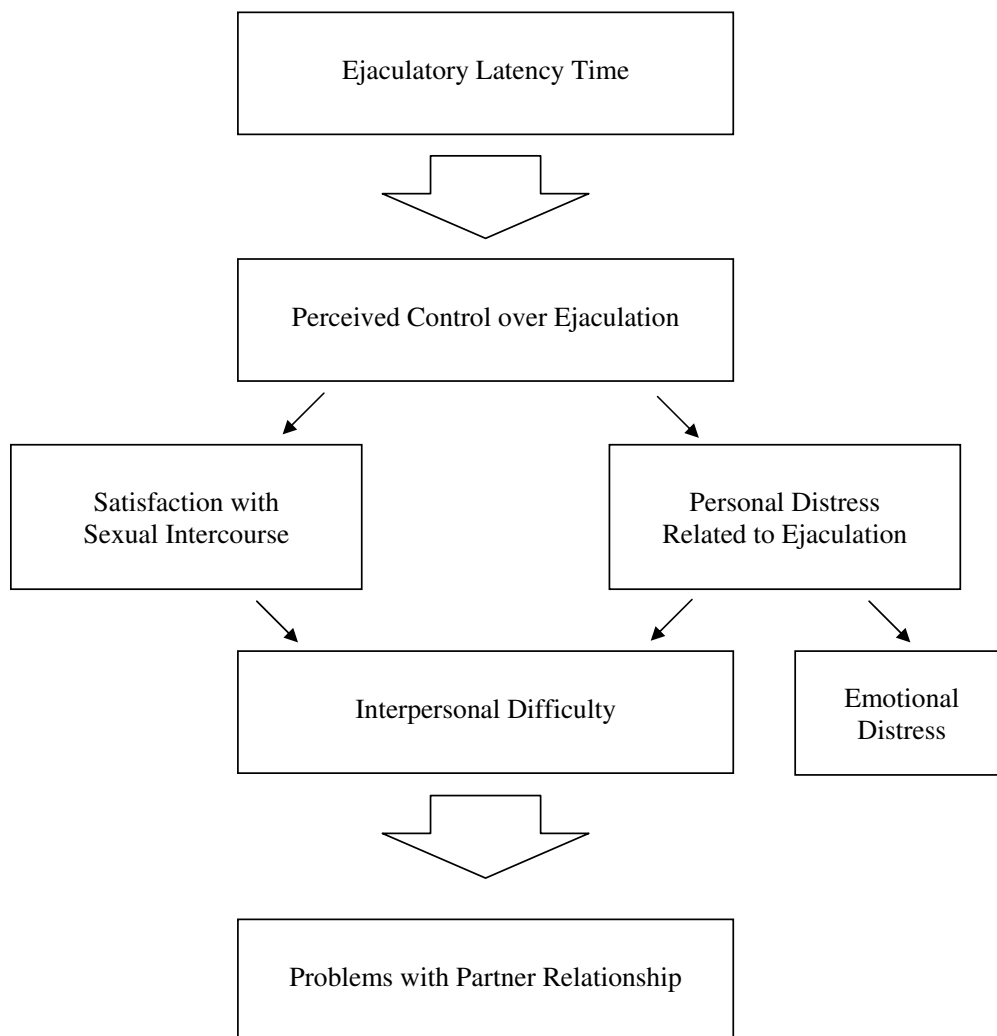 Ejaculatory Latency Time
Perceived Control over Ejaculation
Satisfaction with
Sexual Intercourse
Personal Distress
Related to Ejaculation
Interpersonal Difficulty
Emotional
Distress
Problems with Partner Relationship